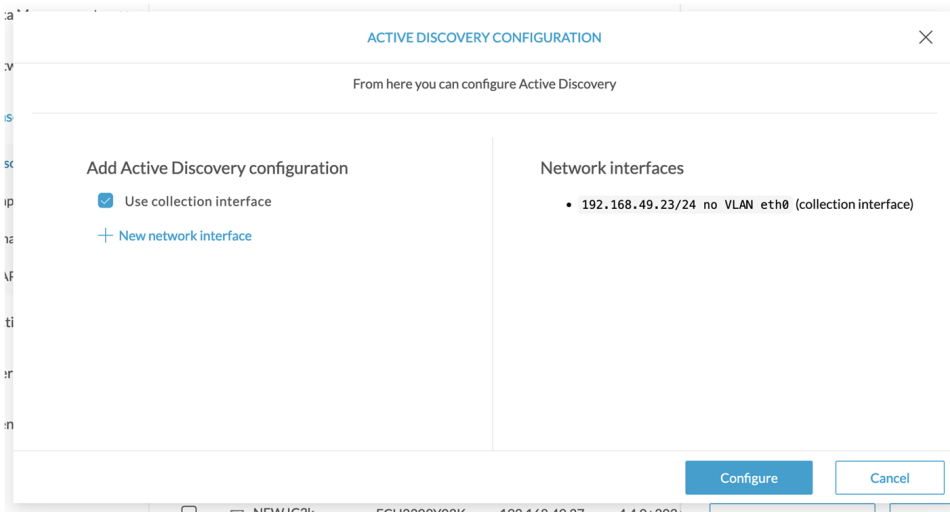 ACTIVE DISCOVERY CONFIGURATION
From here you can configure Active Discovery
Add Active Discovery configuration
Use collection interface
New network interface
Network interfaces
192.168.49.23/24 no VLAN eth0 (collection interface)
Configure
Cancel